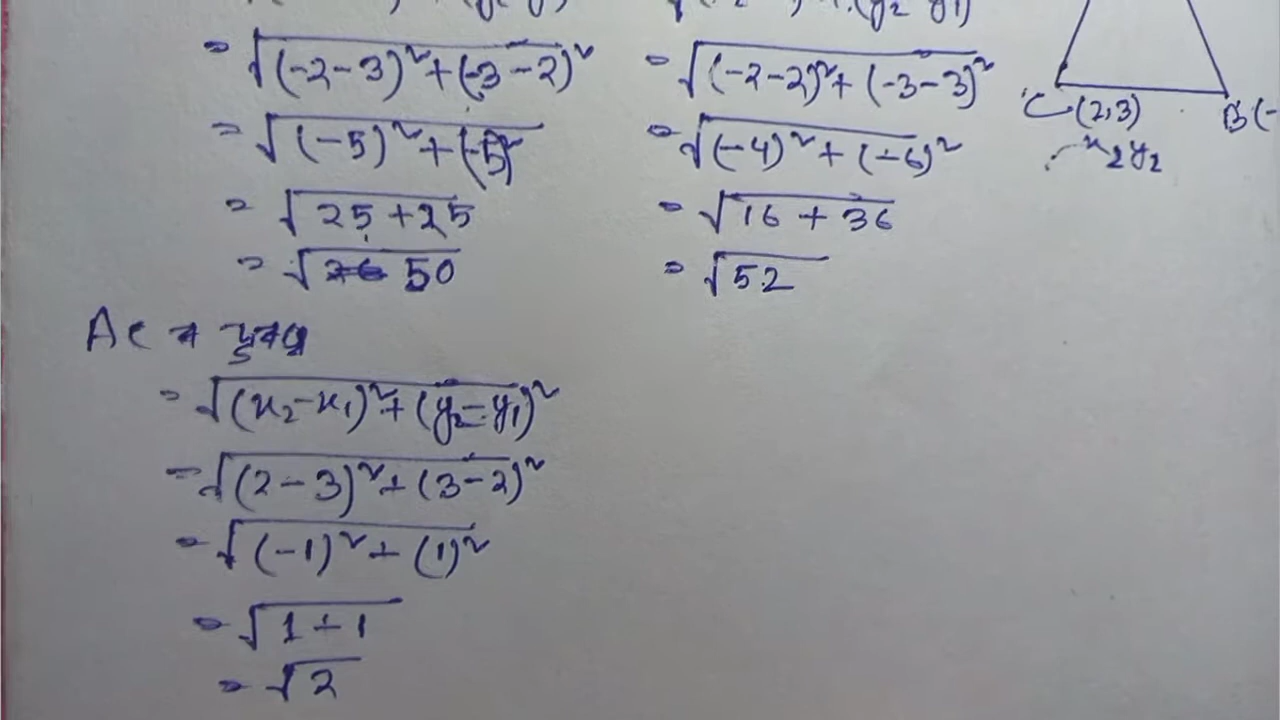 = √(-2-3)²+(-3-2)²
= √(-5)²+(-5)²
= √25+25
= √50
= √(-2-2)²+(-3-3)²
= √(-4)²+(-6)²
= √16+36
= √52
C (2,3)
x₂y₂
B(-
AC
= √(x₂-x₁)²+(y₂-y₁)²
= √(2-3)²+(3-2)²
= √(-1)²+(1)²
= √1+1
= √2